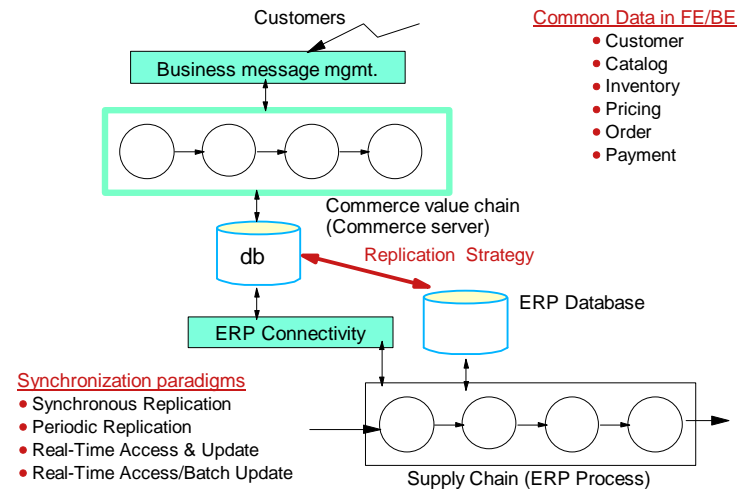 Customers
Common Data in FE/BE
• Customer
• Catalog
• Inventory
• Pricing
• Order
• Payment
Business message mgmt.
Commerce value chain
(Commerce server)
db
Replication Strategy
ERP Database
ERP Connectivity
Synchronization paradigms
• Synchronous Replication
• Periodic Replication
• Real-Time Access & Update
• Real-Time Access/Batch Update
Supply Chain (ERP Process)